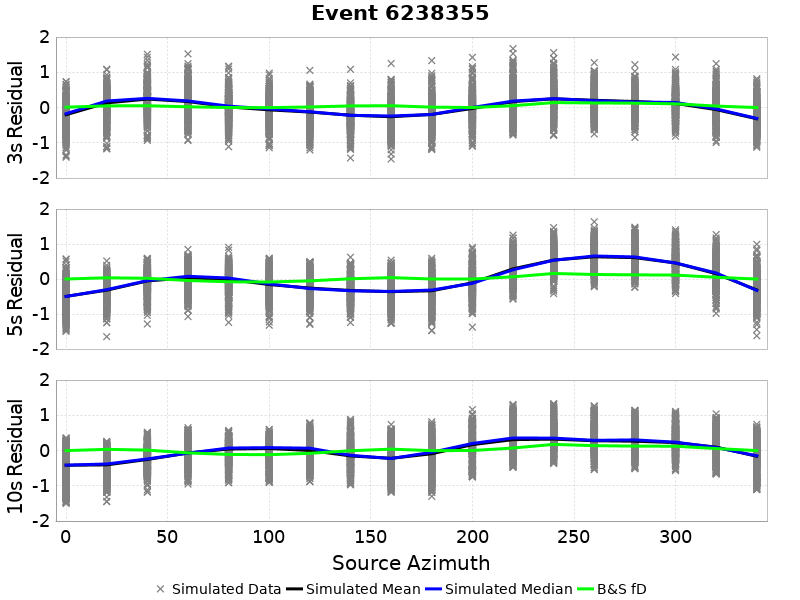 Event 6238355
3s Residual
2
1
0
-1
-2
5s Residual
2
1
0
-1
-2
10s Residual
2
1
0
-1
-2
0 50 100 150 200 250 300
Source Azimuth
Simulated Data Simulated Mean Simulated Median B&S fD